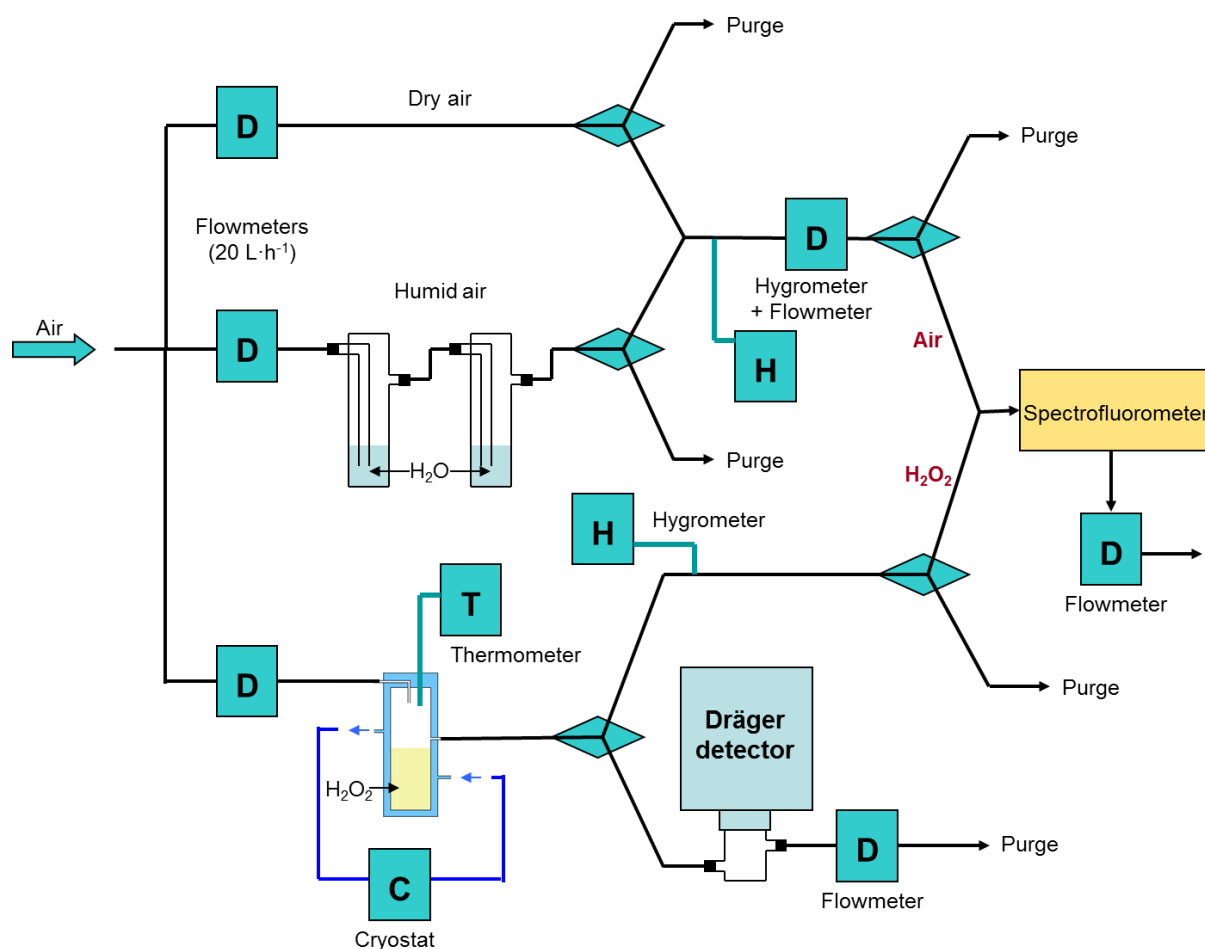 Purge
Dry air
D
Purge
Flowmeters
(20 L·h⁻¹)
D
Hygrometer
+ Flowmeter
Humid air
Air
D
Air
H
Spectrofluorometer
H₂O
Purge
H₂O₂
H
Hygrometer
D
Flowmeter
T
Thermometer
D
Purge
Dräger
detector
H₂O₂
Purge
D
Flowmeter
C
Cryostat